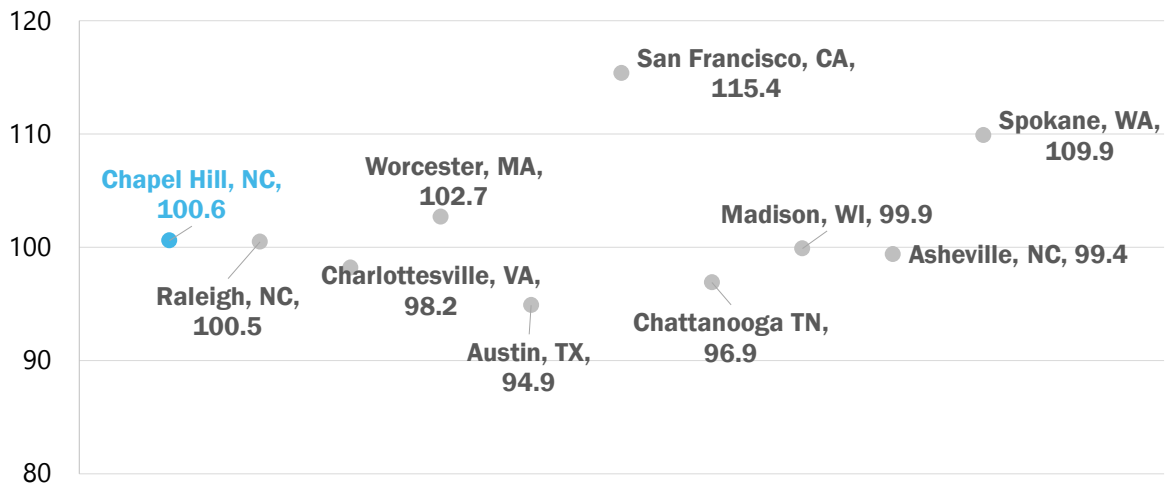 120
San Francisco, CA,
115.4
110
Spokane, WA,
109.9
Worcester, MA,
102.7
Chapel Hill, NC,
100.6
Madison, WI, 99.9
100
Asheville, NC, 99.4
Charlottesville, VA,
98.2
Raleigh, NC,
100.5
Chattanooga TN,
96.9
Austin, TX,
94.9
90
80